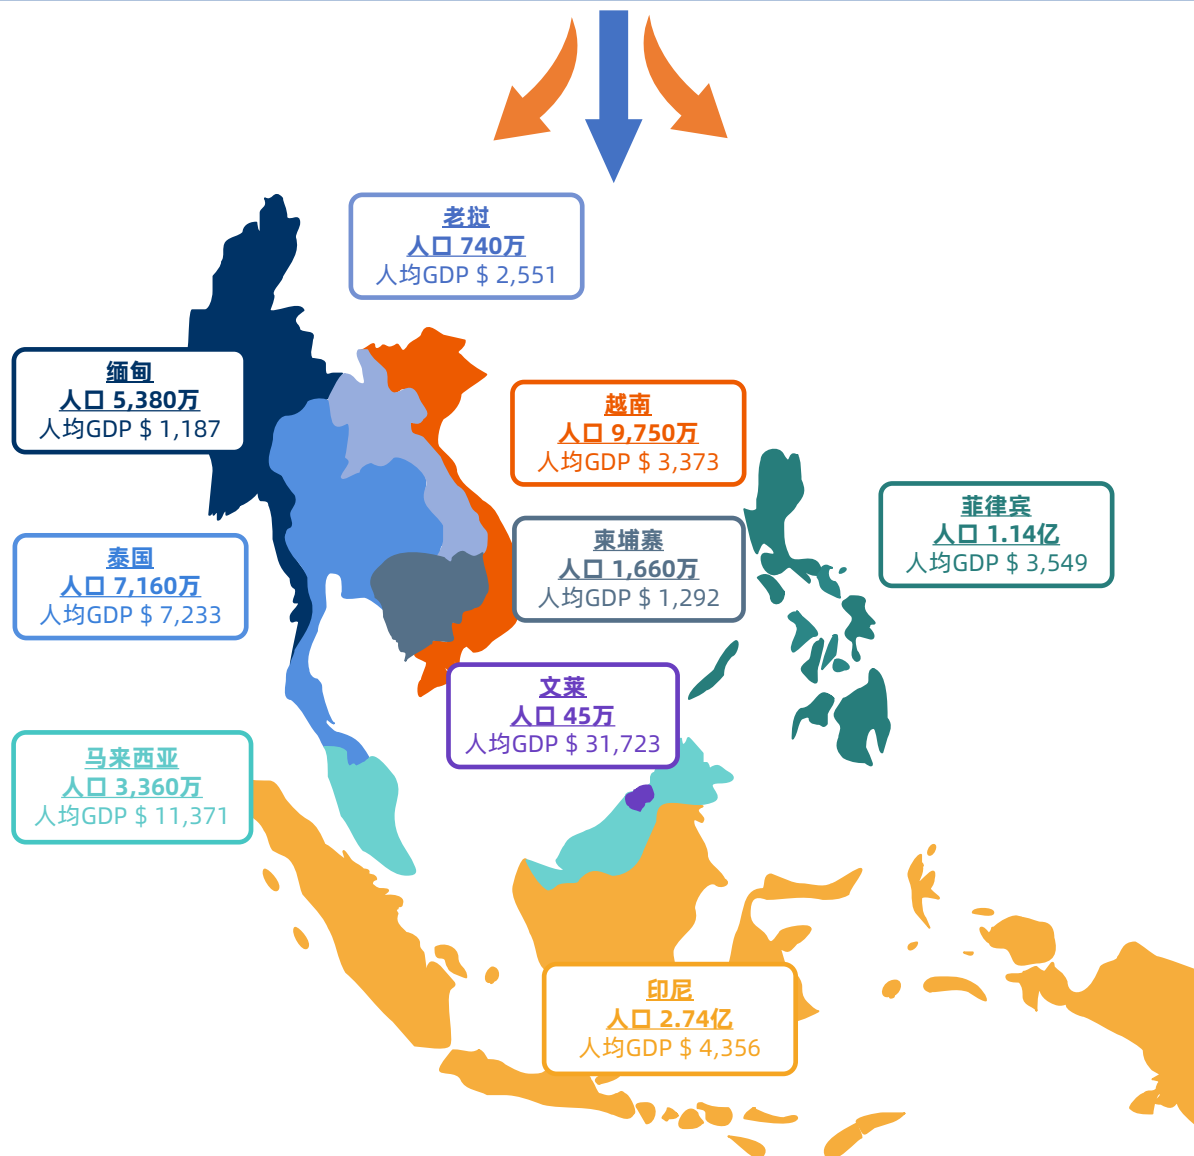 老挝
人口 740万
人均GDP $ 2,551
缅甸
人口 5,380万
人均GDP $ 1,187
越南
人口 9,750万
人均GDP $ 3,373
菲律宾
人口 1.14亿
人均GDP $ 3,549
柬埔寨
人口 1,660万
人均GDP $ 1,292
泰国
人口 7,160万
人均GDP $ 7,233
文莱
人口 45万
人均GDP $ 31,723
马来西亚
人口 3,360万
人均GDP $ 11,371
印尼
人口 2.74亿
人均GDP $ 4,356